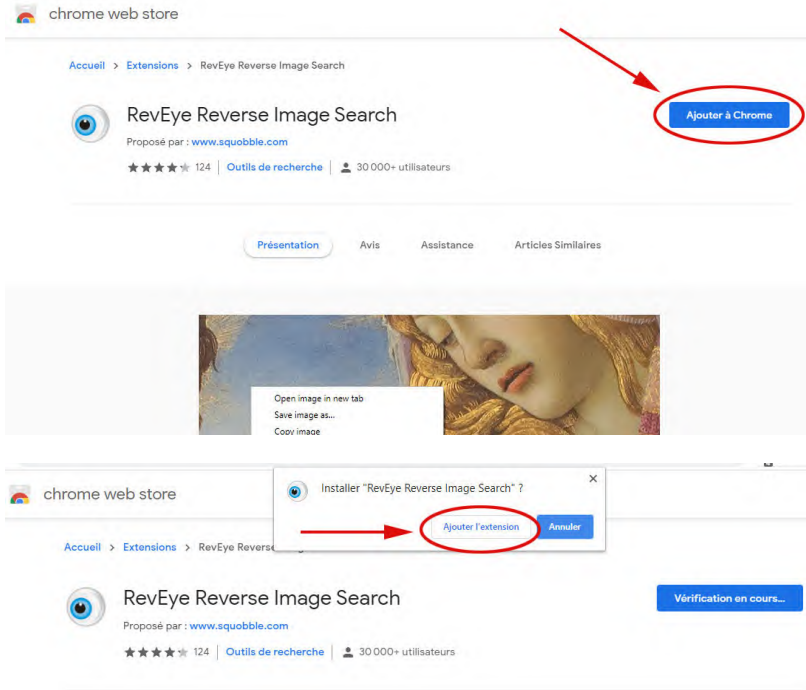 chrome web store
Accueil > Extensions > RevEye Reverse Image Search
RevEye Reverse Image Search
Ajouter à Chrome
Proposé par : www.squobble.com
124 Outils de recherche 30 000+ utilisateurs
Présentation Avis Assistance Articles Similaires
Open image in new tab
Save image as...
Copy image
Installer "RevEye Reverse Image Search" ?
chrome web store
Ajouter l'extension Annuler
Accueil > Extensions > RevEye Reverse
RevEye Reverse Image Search
Vérification en cours...
Proposé par : www.squobble.com
124 Outils de recherche 30 000+ utilisateurs